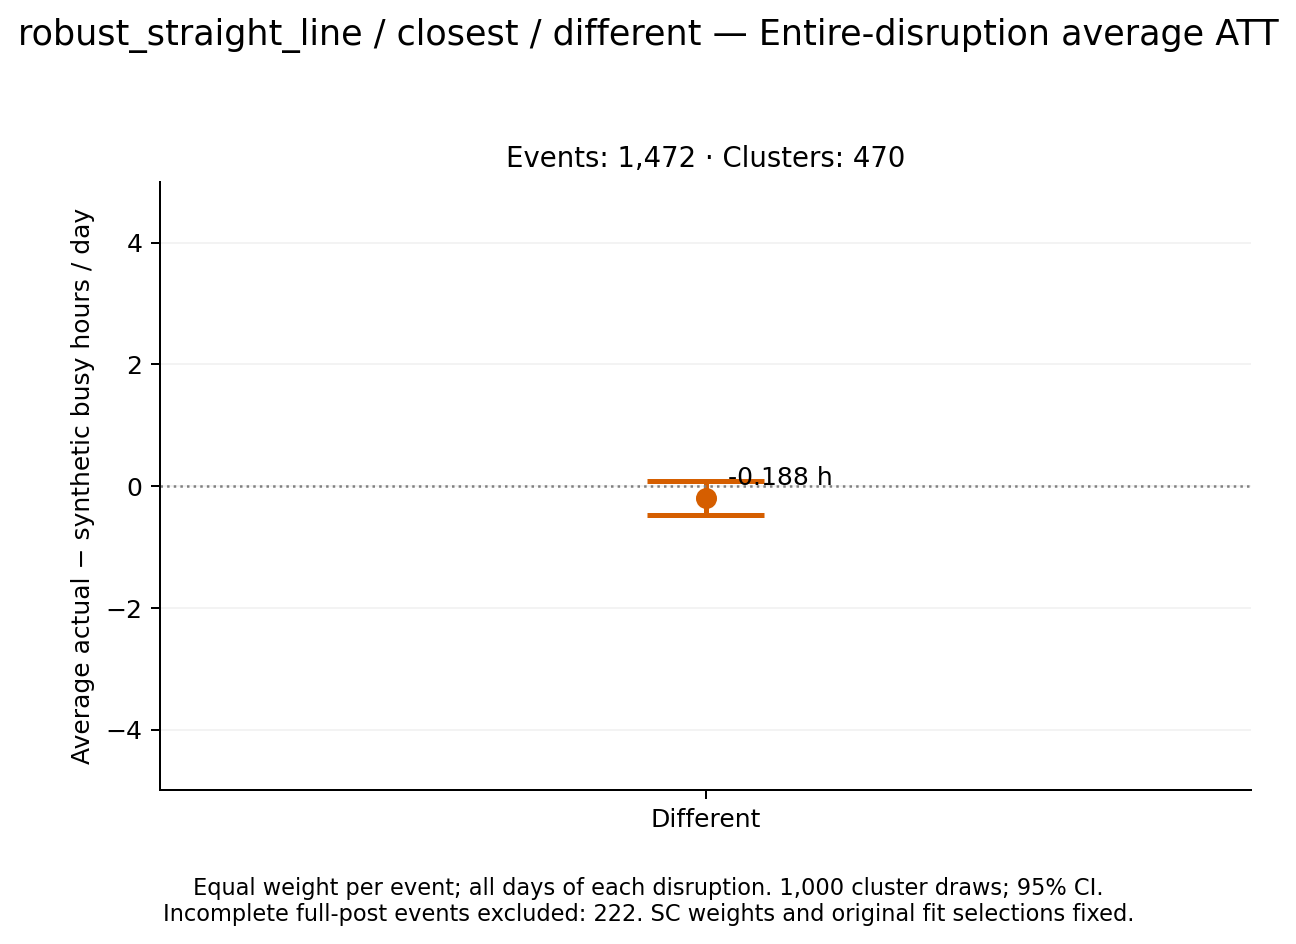 robust_straight_line / closest / different — Entire-disruption average ATT
Events: 1,472 · Clusters: 470
Average actual − synthetic busy hours / day
4
2
0
−2
−4
-0.188 h
Different
Equal weight per event; all days of each disruption. 1,000 cluster draws; 95% CI.
Incomplete full-post events excluded: 222. SC weights and original fit selections fixed.